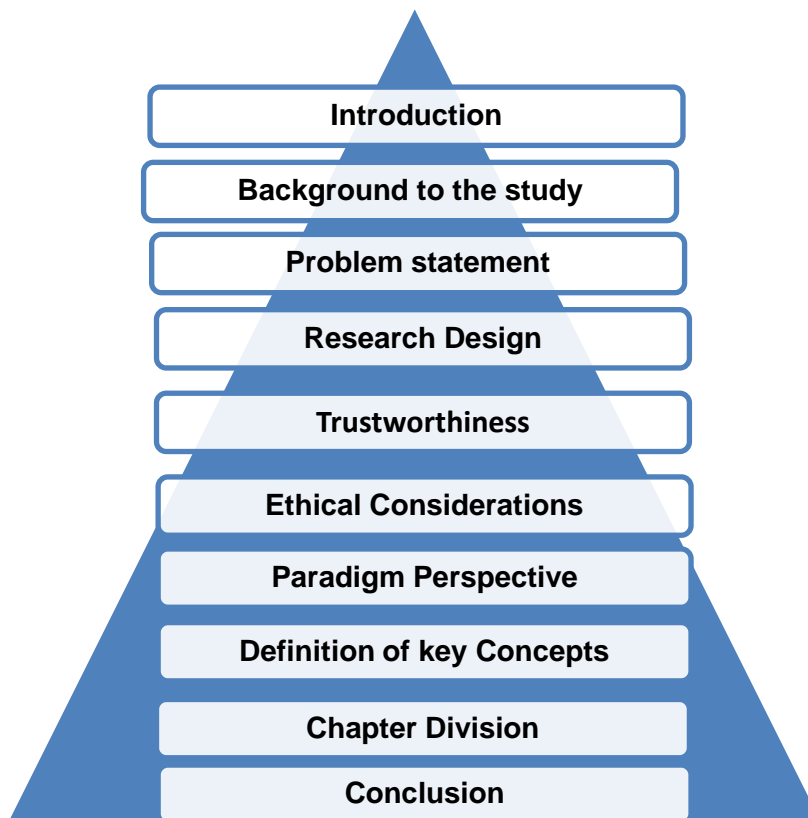 Introduction
Background to the study
Problem statement
Research Design
Trustworthiness
Ethical Considerations
Paradigm Perspective
Definition of key Concepts
Chapter Division
Conclusion